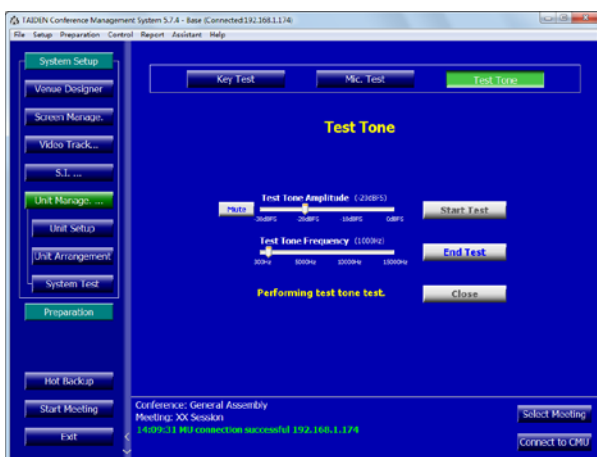 TAIDEN Conference Management System 5.7.4 - Base (Connected:192.168.1.174)
File Setup Preparation Control Report Assistant Help
System Setup
Venue Designer
Screen Manage.
Video Track...
S.I. ...
Unit Manage. ...
Unit Setup
Unit Arrangement
System Test
Preparation
Hot Backup
Start Meeting
Exit
Key Test
Mic. Test
Test Tone
Test Tone
Test Tone Amplitude (-23dBFS)
Mute
-30dBFS -20dBFS -10dBFS 0dBFS
Start Test
Test Tone Frequency (1000Hz)
300Hz 5000Hz 10000Hz 15000Hz
End Test
Performing test tone test.
Close
Conference: General Assembly
Meeting: XX Session
14:09:31 MU connection successful 192.168.1.174
Select Meeting
Connect to CMU